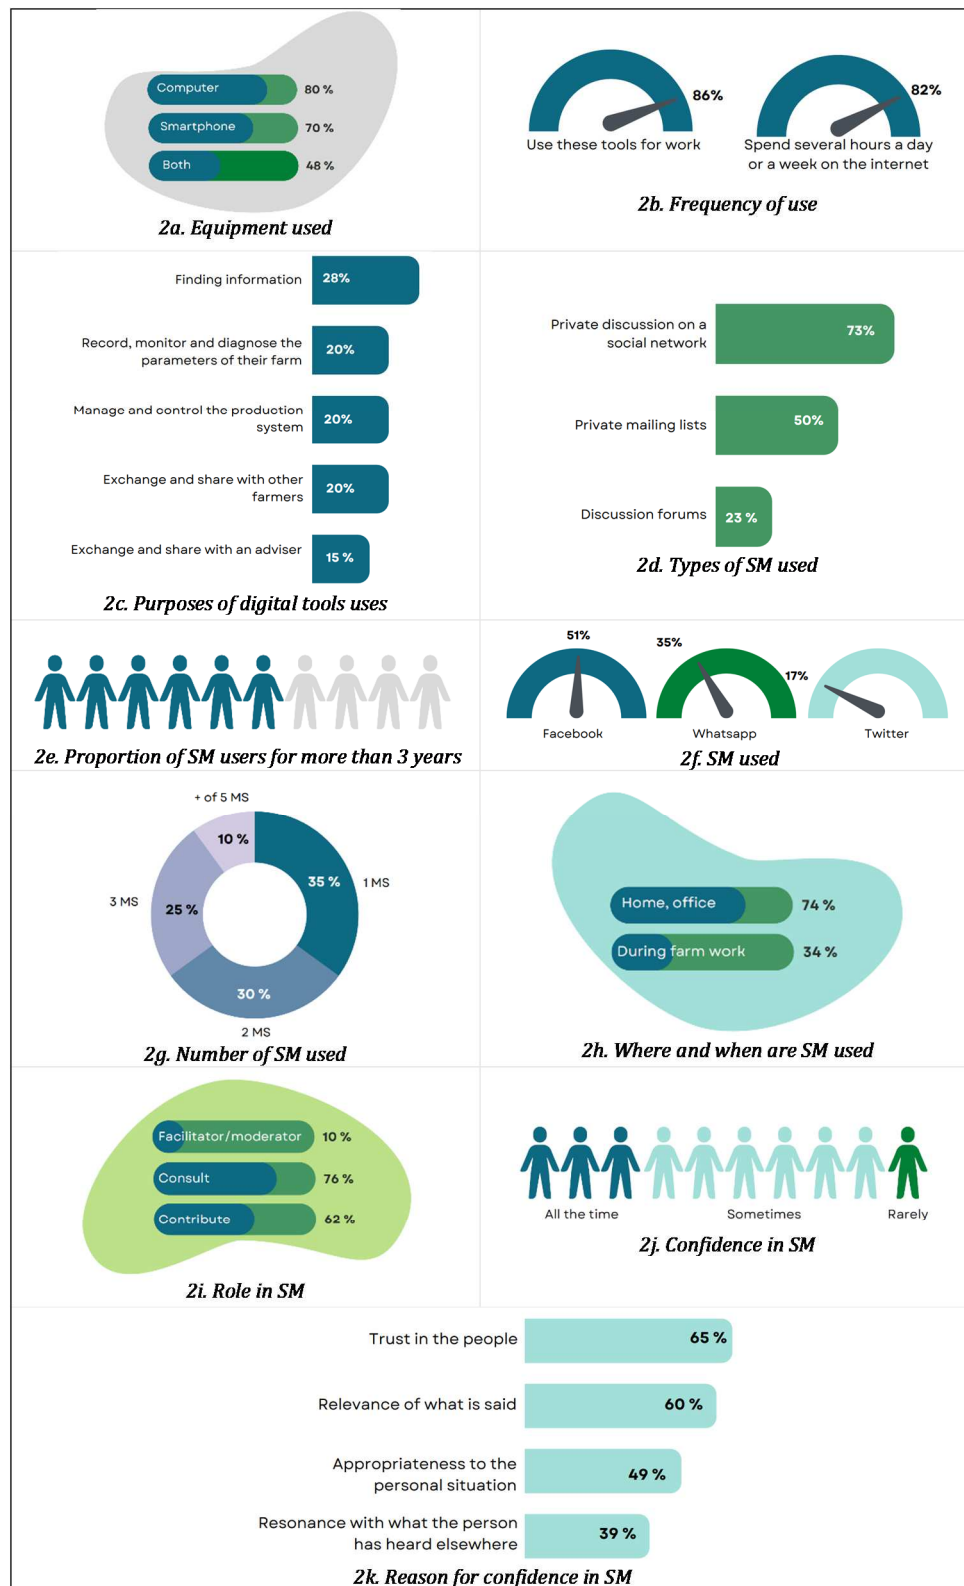 Computer
80 %
Smartphone
70 %
Both
48 %
2a. Equipment used
86%
Use these tools for work
82%
Spend several hours a day
or a week on the internet
2b. Frequency of use
Finding information
28%
Record, monitor and diagnose the
parameters of their farm
20%
Manage and control the production
system
20%
Exchange and share with other
farmers
20%
Exchange and share with an adviser
15 %
2c. Purposes of digital tools uses
Private discussion on a
social network
73%
Private mailing lists
50%
Discussion forums
23 %
2d. Types of SM used
2e. Proportion of SM users for more than 3 years
51%
Facebook
35%
Whatsapp
17%
Twitter
2f. SM used
+ of 5 MS
10 %
35 %
1 MS
3 MS
25 %
30 %
2 MS
2g. Number of SM used
Home, office
74 %
During farm work
34 %
2h. Where and when are SM used
Facilitator/moderator
10 %
Consult
76 %
Contribute
62 %
2i. Role in SM
All the time
Sometimes
Rarely
2j. Confidence in SM
Trust in the people
65 %
Relevance of what is said
60 %
Appropriateness to the
personal situation
49 %
Resonance with what the person
has heard elsewhere
39 %
2k. Reason for confidence in SM